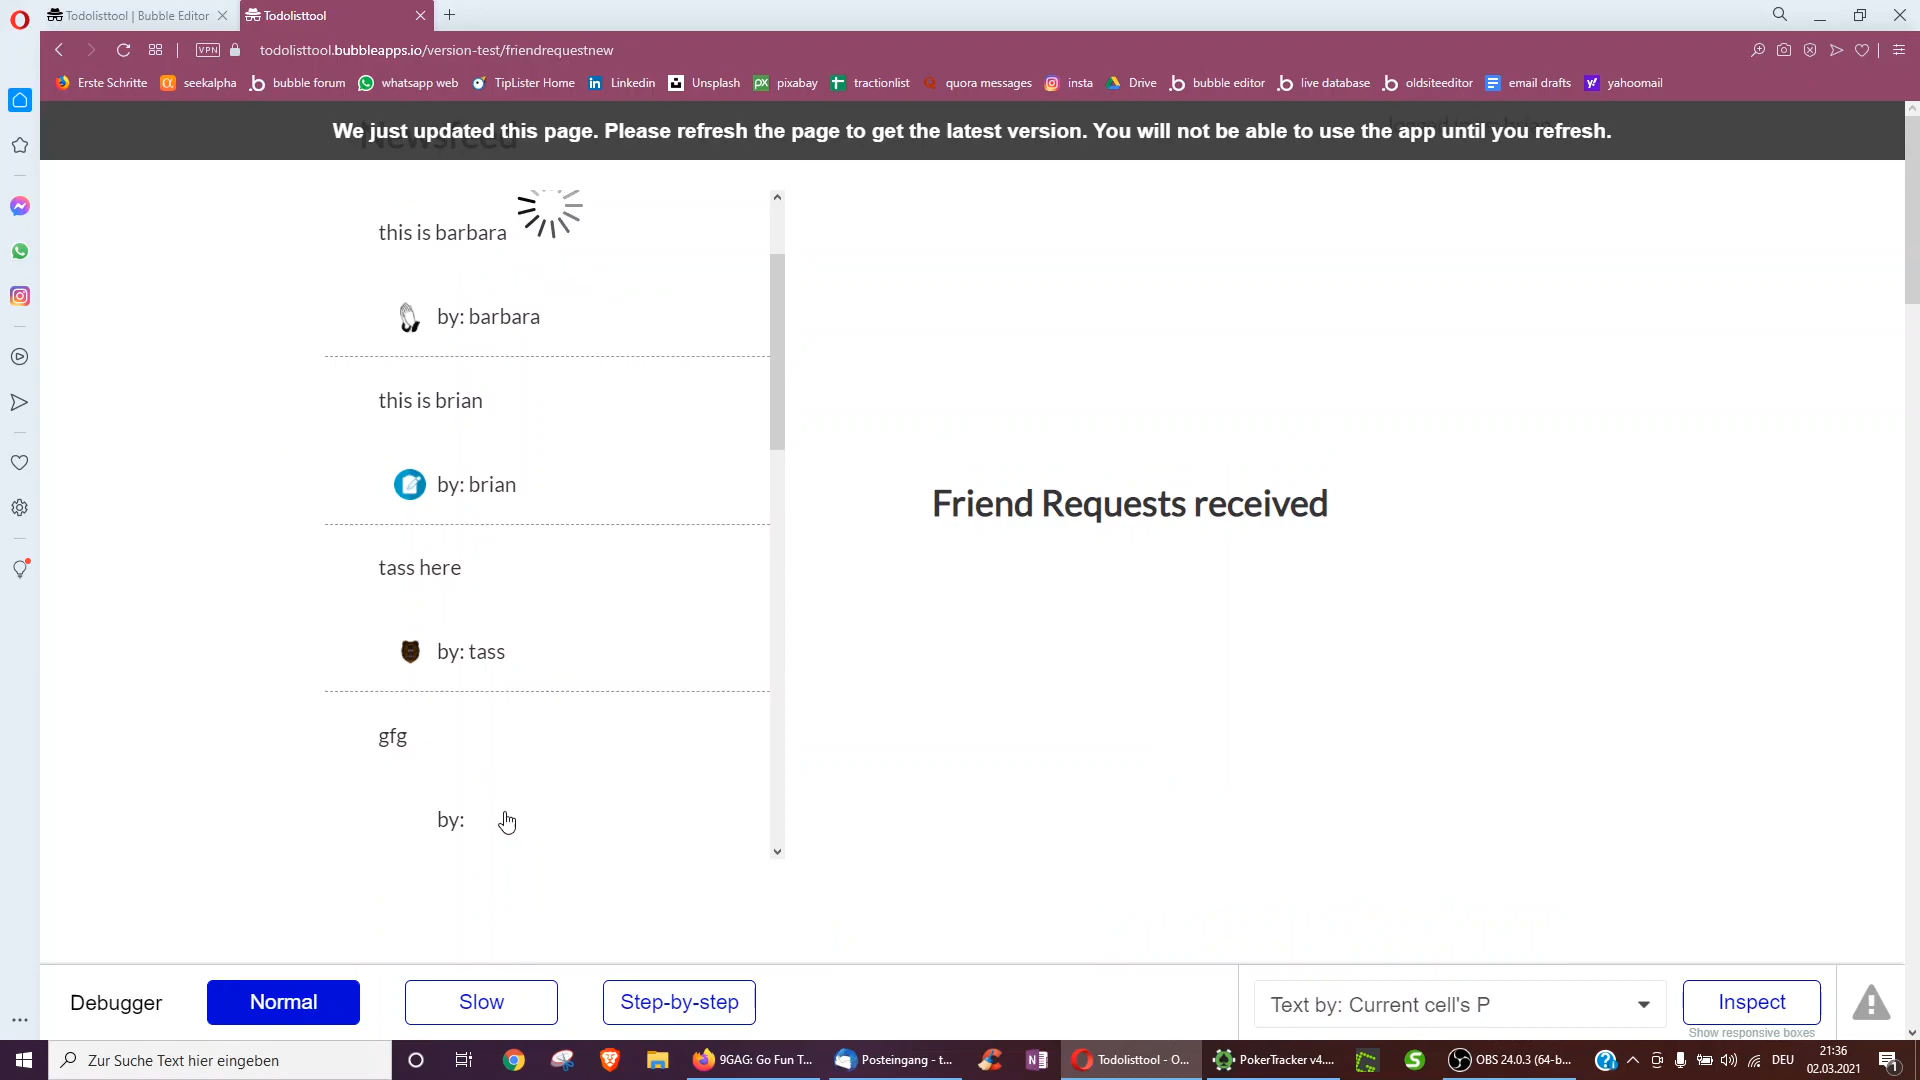 Todolisttool | Bubble Editor
Todolisttool
VPN
todolisttool.bubbleapps.io/version-test/friendrequestnew
Erste Schritte
seekalpha
bubble forum
whatsapp web
TipLister Home
Linkedin
Unsplash
pixabay
tractionlist
quora messages
insta
Drive
bubble editor
live database
oldsiteeditor
email drafts
yahoomail
We just updated this page. Please refresh the page to get the latest version. You will not be able to use the app until you refresh.
Newsfeed
this is barbara
by: barbara
this is brian
by: brian
Friend Requests received
tass here
by: tass
gfg
by:
Debugger
Normal
Slow
Step-by-step
Text by: Current cell's P
Inspect
Show responsive boxes
Zur Suche Text hier eingeben
9GAG: Go Fun T...
Posteingang - t...
Todolisttool - O...
PokerTracker v4....
OBS 24.0.3 (64-b...
DEU
21:36
02.03.2021
1